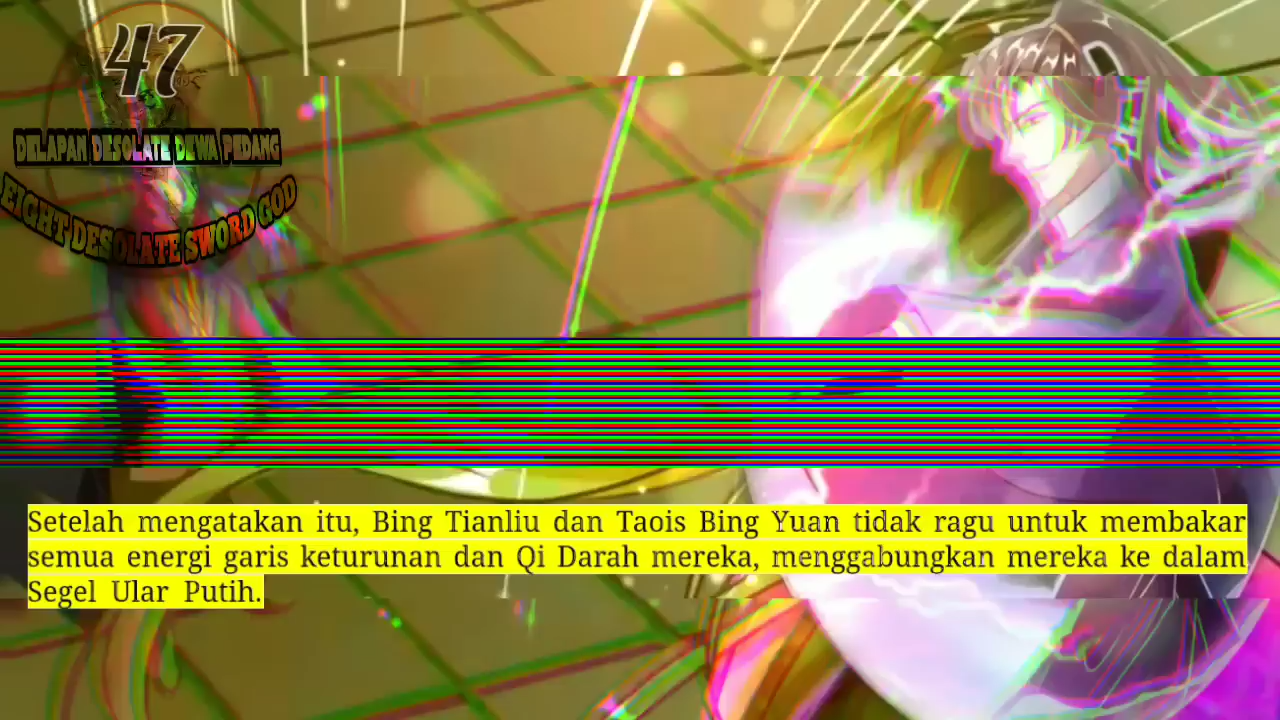 47
DELAPAN DESOLATE DEWA PEDANG
EIGHT DESOLATE SWORD GOD
Setelah mengatakan itu, Bing Tianliu dan Taois Bing Yuan tidak ragu untuk membakar
semua energi garis keturunan dan Qi Darah mereka, menggabungkan mereka ke dalam
Segel Ular Putih.